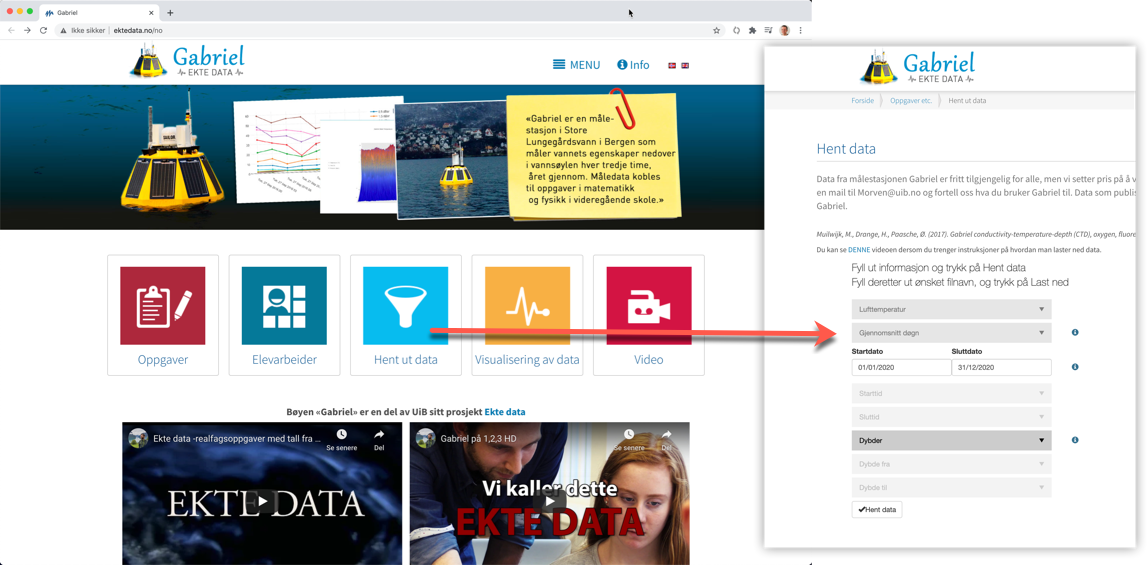 Gabriel
Ikke sikker
ektedata.no/no
Gabriel
EKTE DATA
MENU
Info
«Gabriel er en måle-
stasjon i Store
Lungegårdsvann i Bergen som
måler vannets egenskaper nedover
i vannsøylen hver tredje time,
året gjennom. Måledata kobles
til oppgaver i matematikk
og fysikk i videregående skole.»
Oppgaver
Elevarbeider
Hent ut data
Visualisering av data
Video
Bøyen «Gabriel» er en del av UiB sitt prosjekt Ekte data
Ekte data -realfagsoppgaver med tall fra ...
Se senere
Del
EKTE DATA
Gabriel på 1,2,3 HD
Se senere
Del
Vi kaller dette
EKTE DATA
Gabriel
EKTE DATA
Forside
Oppgaver etc.
Hent ut data
Hent data
Data fra målestasjonen Gabriel er fritt tilgjengelig for alle, men vi setter pris på å v
en mail til Morven@uib.no og fortell oss hva du bruker Gabriel til. Data som publis
Gabriel.
Muilwijk, M., Drange, H., Paasche, Ø. (2017). Gabriel conductivity-temperature-depth (CTD), oxygen, fluore
Du kan se DENNE videoen dersom du trenger instruksjoner på hvordan man laster ned data.
Fyll ut informasjon og trykk på Hent data
Fyll deretter ut ønsket filnavn, og trykk på Last ned
Lufttemperatur
Gjennomsnitt døgn
Startdato
Sluttdato
01/01/2020
31/12/2020
Starttid
Sluttid
Dybder
Dybde fra
Dybde til
Hent data